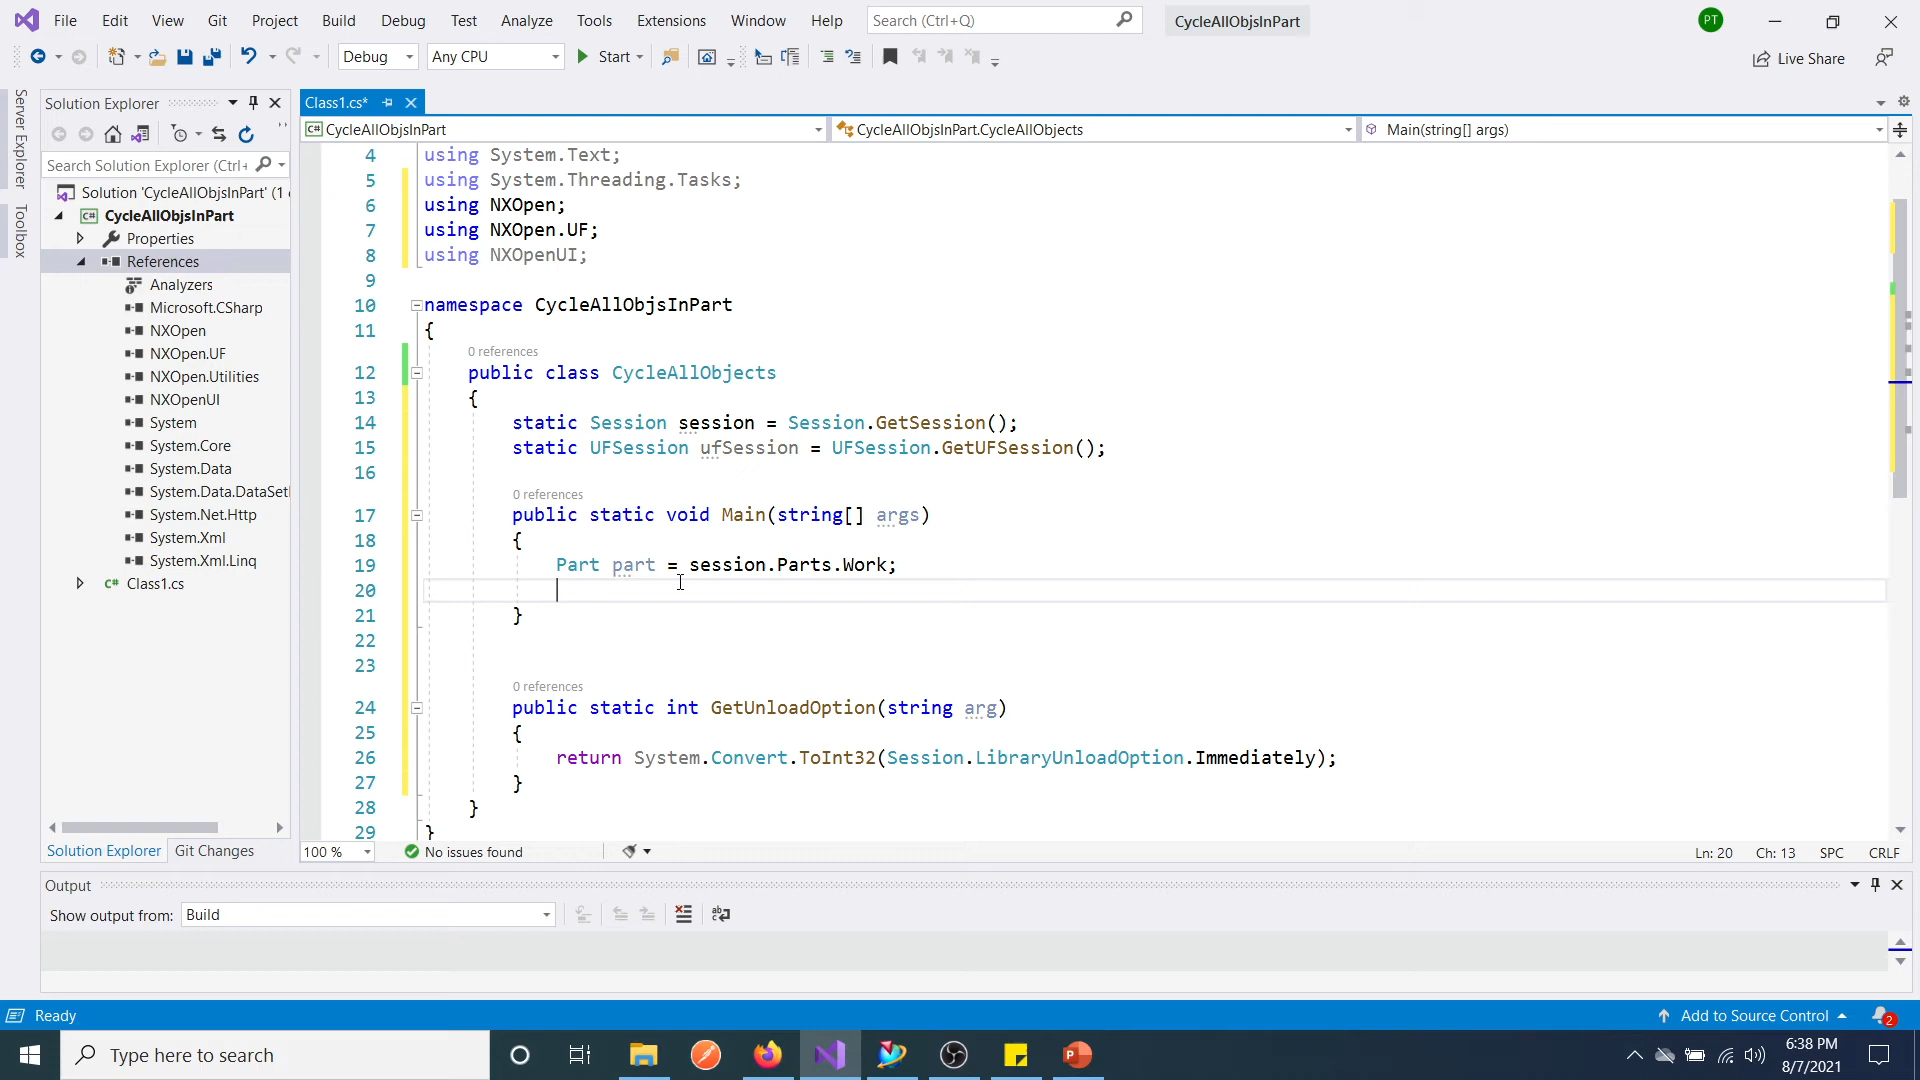 File Edit View Git Project Build Debug Test Analyze Tools Extensions Window Help Search (Ctrl+Q) CycleAllObjsInPart PT
Debug Any CPU Start Live Share
Server Explorer
Toolbox
Solution Explorer
Search Solution Explorer (Ctrl+
Solution 'CycleAllObjsInPart' (1
C# CycleAllObjsInPart
Properties
References
Analyzers
Microsoft.CSharp
NXOpen
NXOpen.UF
NXOpen.Utilities
NXOpenUI
System
System.Core
System.Data
System.Data.DataSet
System.Net.Http
System.Xml
System.Xml.Linq
C# Class1.cs
Solution Explorer Git Changes
Class1.cs*
C# CycleAllObjsInPart CycleAllObjsInPart.CycleAllObjects Main(string[] args)
4 using System.Text;
5 using System.Threading.Tasks;
6 using NXOpen;
7 using NXOpen.UF;
8 using NXOpenUI;
9
10 namespace CycleAllObjsInPart
11 {
0 references
12 public class CycleAllObjects
13 {
14 static Session session = Session.GetSession();
15 static UFSession ufSession = UFSession.GetUFSession();
16
0 references
17 public static void Main(string[] args)
18 {
19 Part part = session.Parts.Work;
20
21 }
22
23
0 references
24 public static int GetUnloadOption(string arg)
25 {
26 return System.Convert.ToInt32(Session.LibraryUnloadOption.Immediately);
27 }
28 }
29 }
100 % No issues found Ln: 20 Ch: 13 SPC CRLF
Output
Show output from: Build
Ready Add to Source Control 2
Type here to search 6:38 PM
8/7/2021